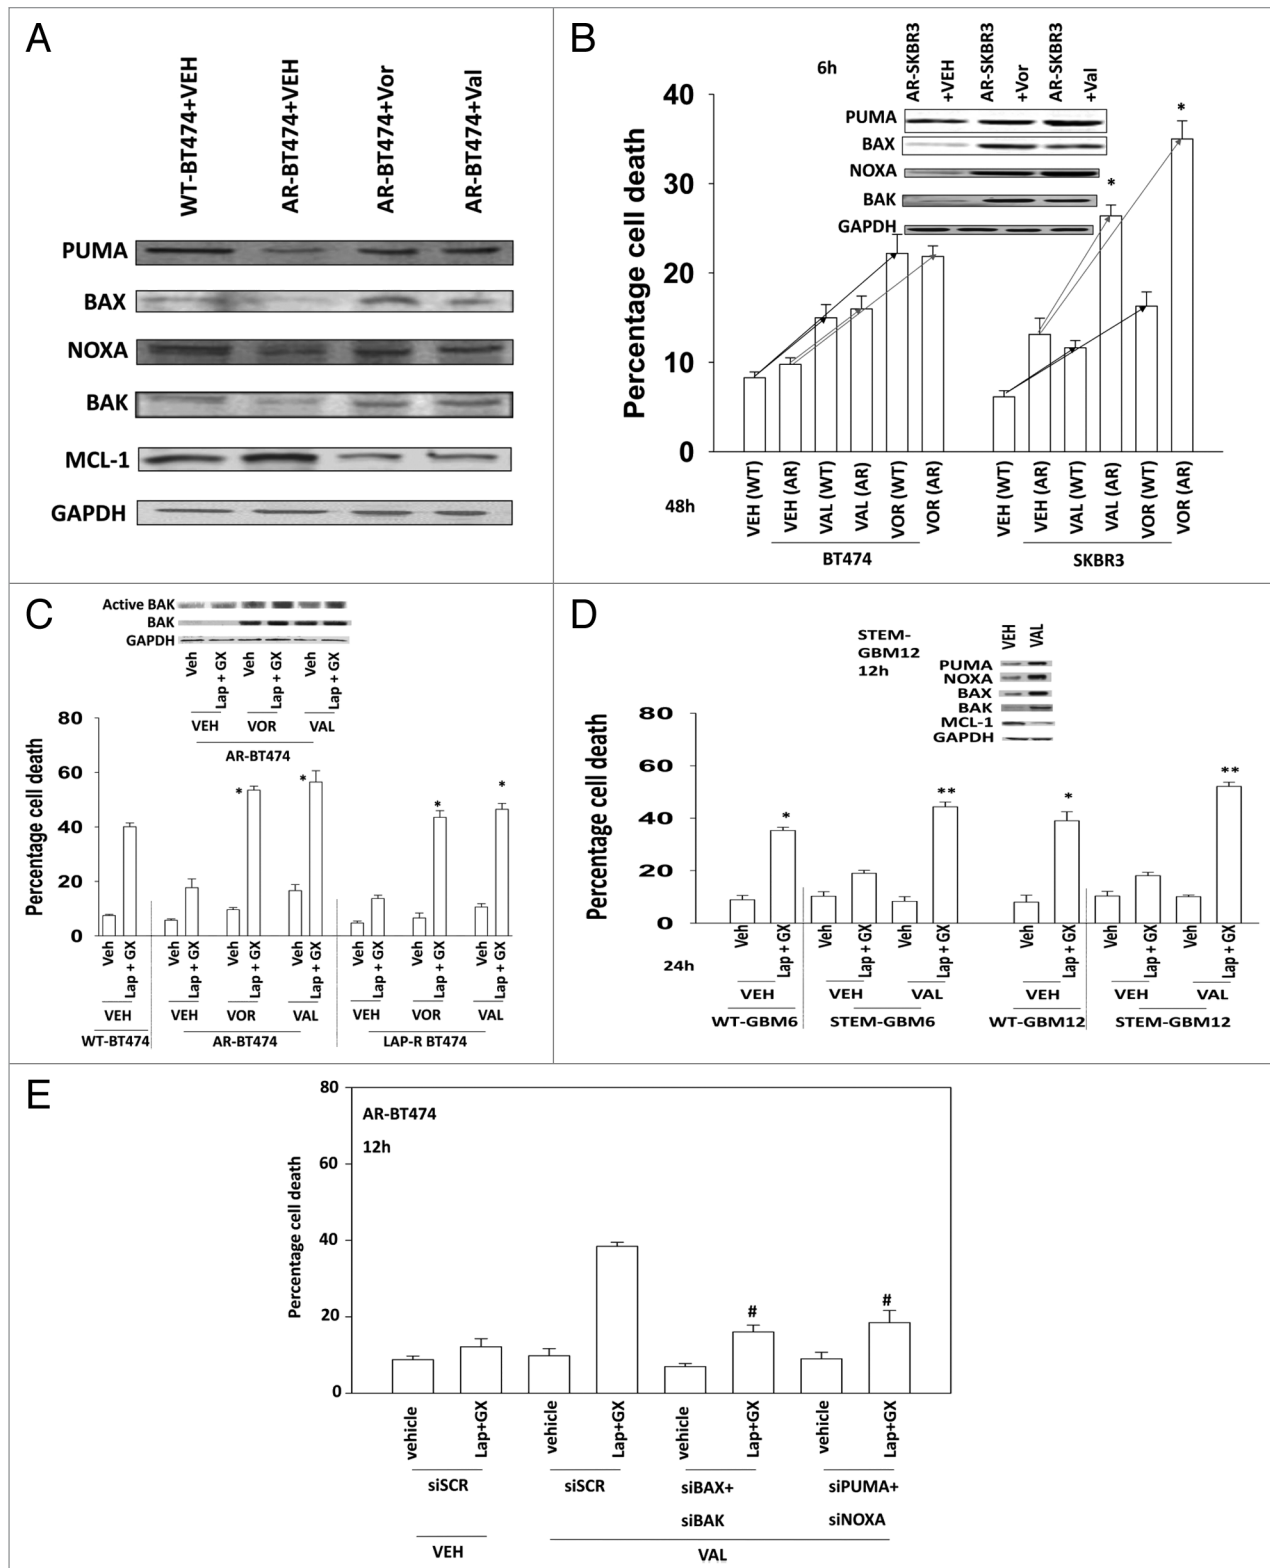 A
WT-BT474+VEH
AR-BT474+VEH
AR-BT474+Vor
AR-BT474+Val
PUMA
BAX
NOXA
BAK
MCL-1
GAPDH
B
6h
AR-SKBR3
+VEH
AR-SKBR3
+Vor
AR-SKBR3
+Val
PUMA
BAX
NOXA
BAK
GAPDH
Percentage cell death
40
30
20
10
0
*
*
48h
VEH (WT)
VEH (AR)
VAL (WT)
VAL (AR)
VOR (WT)
VOR (AR)
VEH (WT)
VEH (AR)
VAL (WT)
VAL (AR)
VOR (WT)
VOR (AR)
BT474
SKBR3
C
Active BAK
BAK
GAPDH
Veh
Lap + GX
Veh
Lap + GX
Veh
Lap + GX
VEH
VOR
VAL
AR-BT474
Percentage cell death
80
60
40
20
0
*
*
*
*
Veh
Lap + GX
Veh
Lap + GX
Veh
Lap + GX
Veh
Lap + GX
Veh
Lap + GX
Veh
Lap + GX
Veh
Lap + GX
VEH
VEH
VOR
VAL
VEH
VOR
VAL
WT-BT474
AR-BT474
LAP-R BT474
D
STEM-
GBM12
12h
VEH
VAL
PUMA
NOXA
BAX
BAK
MCL-1
GAPDH
Percentage cell death
80
60
40
20
0
*
**
*
**
24h
Veh
Lap + GX
Veh
Lap + GX
Veh
Lap + GX
Veh
Lap + GX
Veh
Lap + GX
Veh
Lap + GX
VEH
VEH
VAL
VEH
VEH
VAL
WT-GBM6
STEM-GBM6
WT-GBM12
STEM-GBM12
E
AR-BT474
12h
Percentage cell death
80
60
40
20
0
#
#
vehicle
Lap+GX
vehicle
Lap+GX
vehicle
Lap+GX
vehicle
Lap+GX
siSCR
siSCR
siBAX+
siBAK
siPUMA+
siNOXA
VEH
VAL